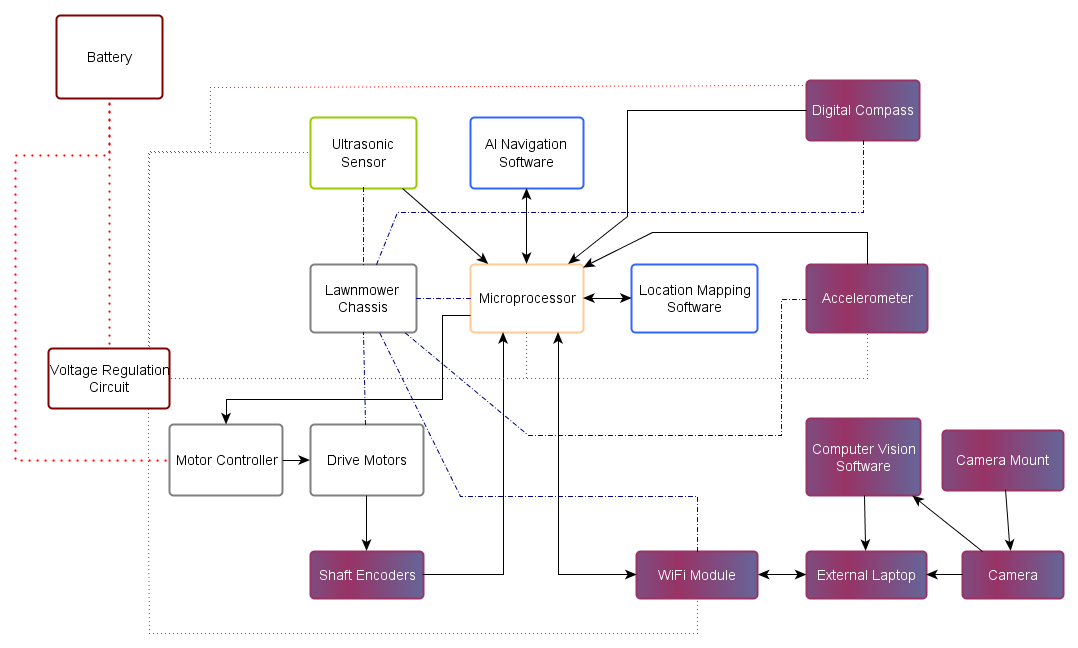 Battery
Digital Compass
Ultrasonic
Sensor
AI Navigation
Software
Lawnmower
Chassis
Microprocessor
Location Mapping
Software
Accelerometer
Voltage Regulation
Circuit
Motor Controller
Drive Motors
Computer Vision
Software
Camera Mount
Shaft Encoders
WiFi Module
External Laptop
Camera